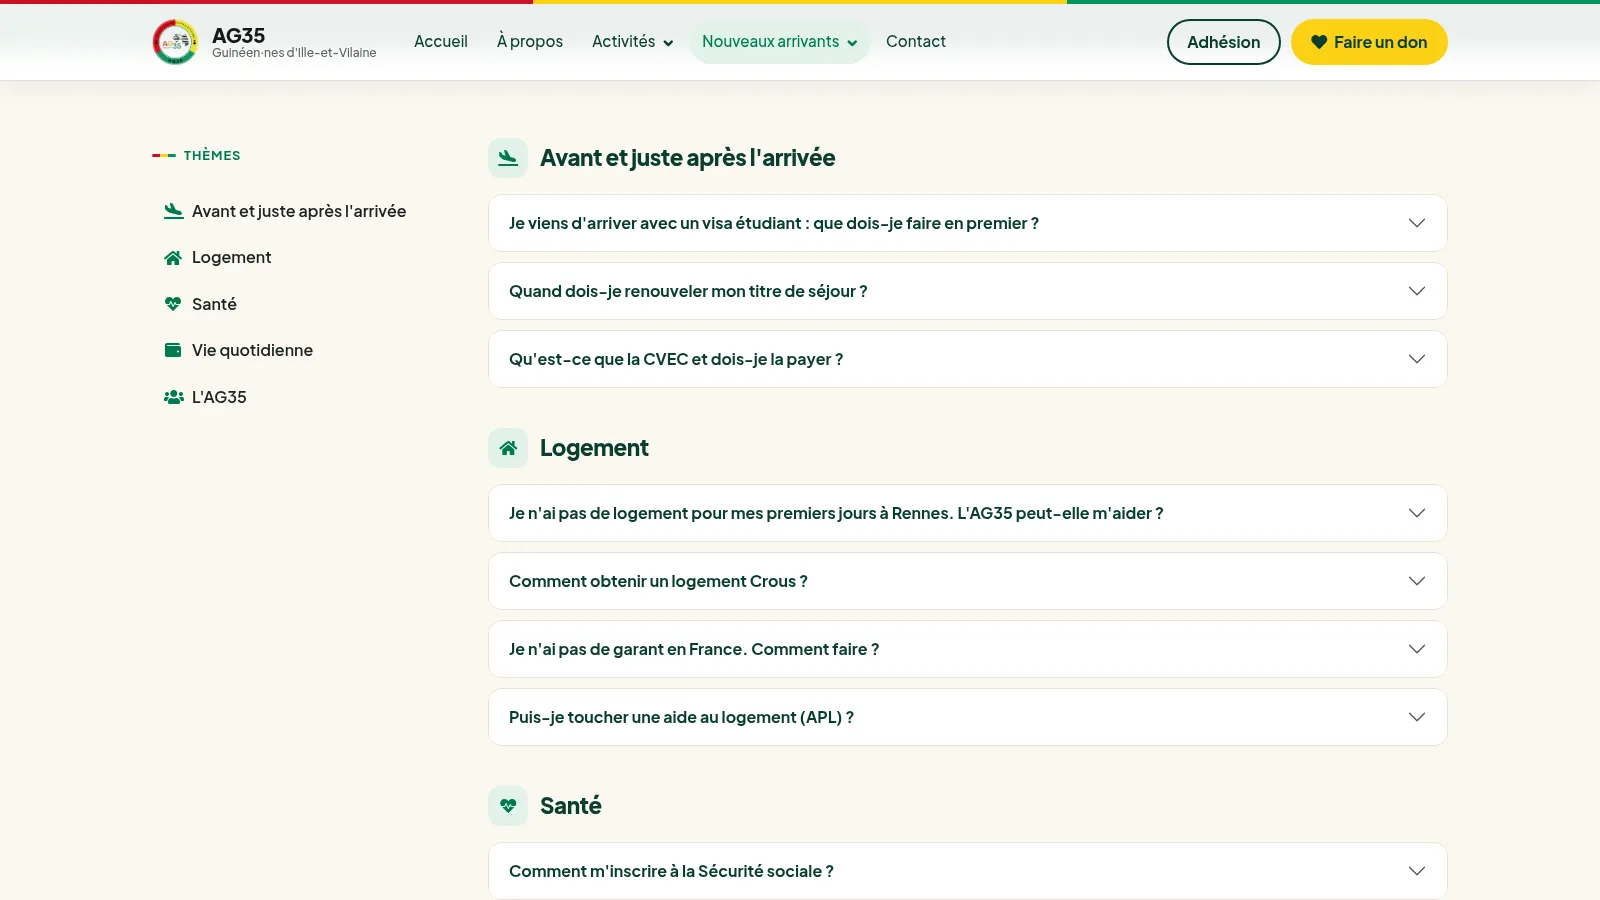 AG35
Guinéen·nes d'Ille-et-Vilaine
Accueil
À propos
Activités
Nouveaux arrivants
Contact
Adhésion
Faire un don
THÈMES
Avant et juste après l'arrivée
Logement
Santé
Vie quotidienne
L'AG35
Avant et juste après l'arrivée
Je viens d'arriver avec un visa étudiant : que dois-je faire en premier ?
Quand dois-je renouveler mon titre de séjour ?
Qu'est-ce que la CVEC et dois-je la payer ?
Logement
Je n'ai pas de logement pour mes premiers jours à Rennes. L'AG35 peut-elle m'aider ?
Comment obtenir un logement Crous ?
Je n'ai pas de garant en France. Comment faire ?
Puis-je toucher une aide au logement (APL) ?
Santé
Comment m'inscrire à la Sécurité sociale ?